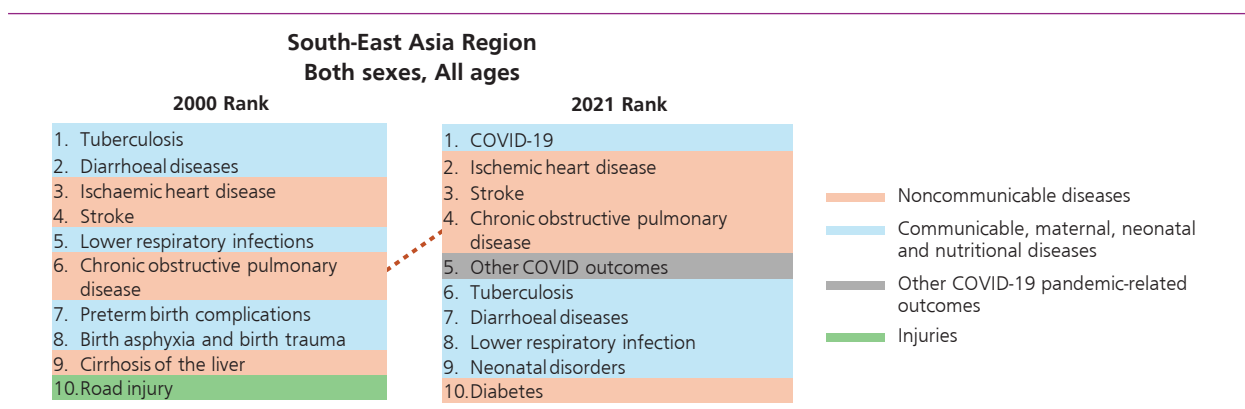 South-East Asia Region
Both sexes, All ages
2000 Rank
1. Tuberculosis
2. Diarrhoeal diseases
3. Ischaemic heart disease
4. Stroke
5. Lower respiratory infections
6. Chronic obstructive pulmonary
disease
7. Preterm birth complications
8. Birth asphyxia and birth trauma
9. Cirrhosis of the liver
10. Road injury
2021 Rank
1. COVID-19
2. Ischemic heart disease
3. Stroke
4. Chronic obstructive pulmonary
disease
5. Other COVID outcomes
6. Tuberculosis
7. Diarrhoeal diseases
8. Lower respiratory infection
9. Neonatal disorders
10. Diabetes
Noncommunicable diseases
Communicable, maternal, neonatal
and nutritional diseases
Other COVID-19 pandemic-related
outcomes
Injuries